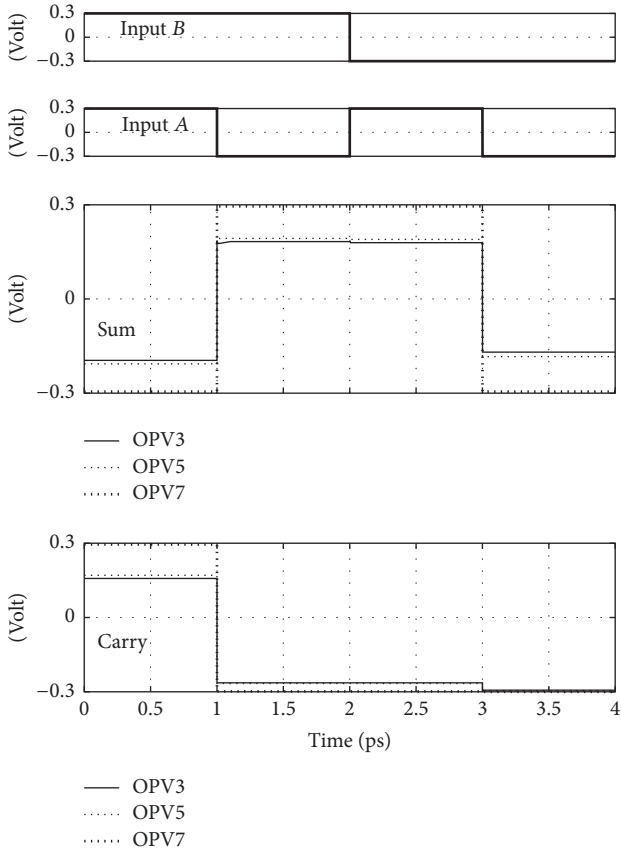 0.3
0
−0.3
(Volt)
Input B
0.3
0
−0.3
(Volt)
Input A
0.3
0
−0.3
(Volt)
Sum
OPV3
OPV5
OPV7
0.3
0
−0.3
(Volt)
Carry
0 0.5 1 1.5 2 2.5 3 3.5 4
Time (ps)
OPV3
OPV5
OPV7